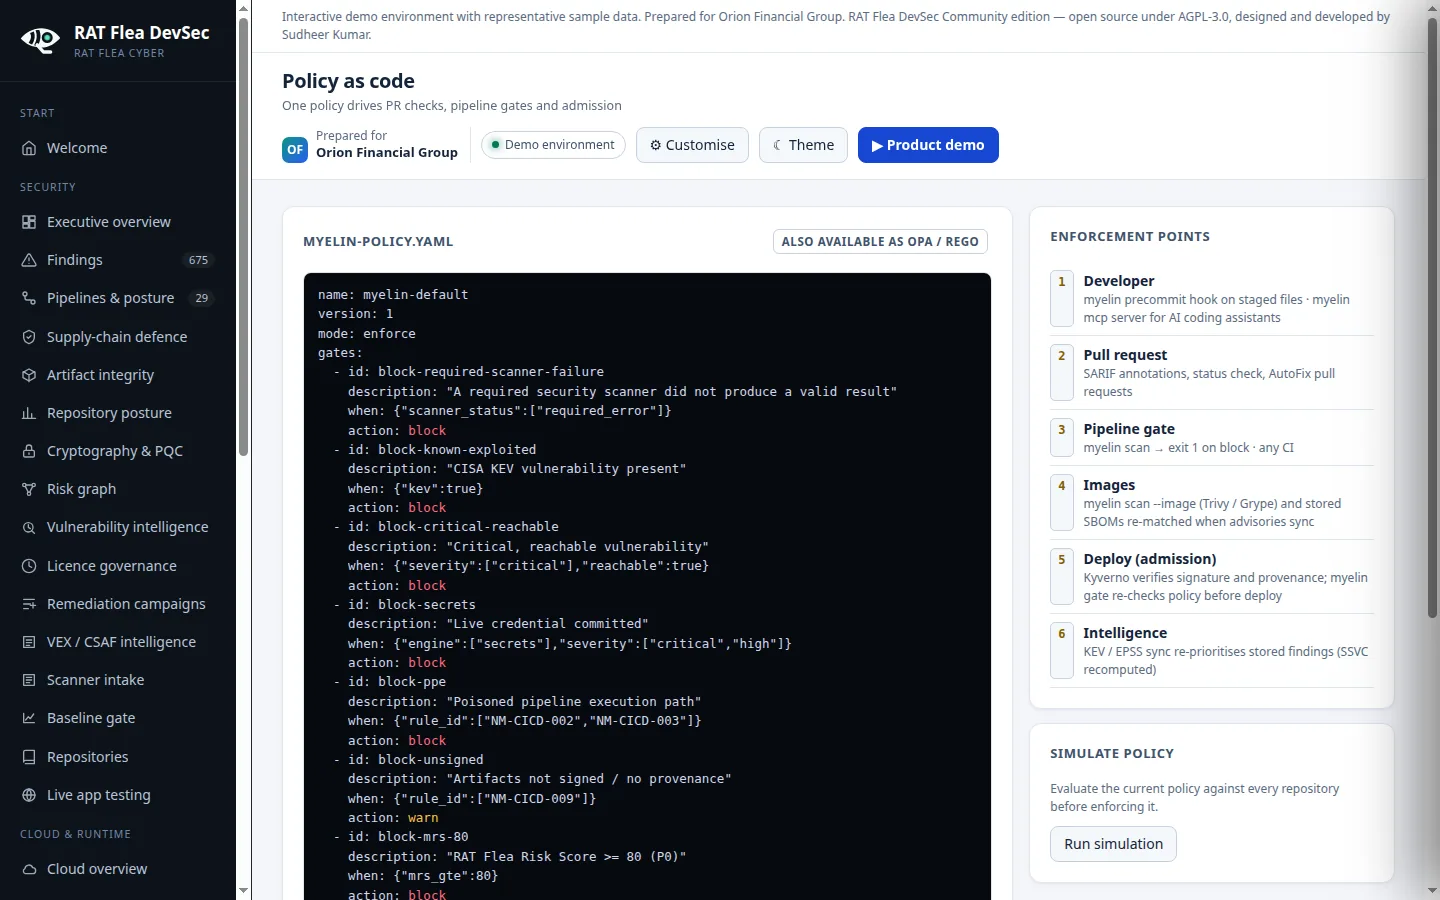 RAT Flea DevSec
RAT FLEA CYBER
START
Welcome
SECURITY
Executive overview
Findings 675
Pipelines & posture 29
Supply-chain defence
Artifact integrity
Repository posture
Cryptography & PQC
Risk graph
Vulnerability intelligence
Licence governance
Remediation campaigns
VEX / CSAF intelligence
Scanner intake
Baseline gate
Repositories
Live app testing
CLOUD & RUNTIME
Cloud overview
Interactive demo environment with representative sample data. Prepared for Orion Financial Group. RAT Flea DevSec Community edition — open source under AGPL-3.0, designed and developed by
Sudheer Kumar.
Policy as code
One policy drives PR checks, pipeline gates and admission
OF
Prepared for
Orion Financial Group
Demo environment
⚙ Customise
☾ Theme
▶ Product demo
MYELIN-POLICY.YAML
ALSO AVAILABLE AS OPA / REGO
name: myelin-default
version: 1
mode: enforce
gates:
  - id: block-required-scanner-failure
    description: "A required security scanner did not produce a valid result"
    when: {"scanner_status":["required_error"]}
    action: block
  - id: block-known-exploited
    description: "CISA KEV vulnerability present"
    when: {"kev":true}
    action: block
  - id: block-critical-reachable
    description: "Critical, reachable vulnerability"
    when: {"severity":["critical"],"reachable":true}
    action: block
  - id: block-secrets
    description: "Live credential committed"
    when: {"engine":["secrets"],"severity":["critical","high"]}
    action: block
  - id: block-ppe
    description: "Poisoned pipeline execution path"
    when: {"rule_id":["NM-CICD-002","NM-CICD-003"]}
    action: block
  - id: block-unsigned
    description: "Artifacts not signed / no provenance"
    when: {"rule_id":["NM-CICD-009"]}
    action: warn
  - id: block-mrs-80
    description: "RAT Flea Risk Score >= 80 (P0)"
    when: {"mrs_gte":80}
    action: block
ENFORCEMENT POINTS
1 Developer
myelin precommit hook on staged files · myelin
mcp server for AI coding assistants
2 Pull request
SARIF annotations, status check, AutoFix pull
requests
3 Pipeline gate
myelin scan → exit 1 on block · any CI
4 Images
myelin scan --image (Trivy / Grype) and stored
SBOMs re-matched when advisories sync
5 Deploy (admission)
Kyverno verifies signature and provenance; myelin
gate re-checks policy before deploy
6 Intelligence
KEV / EPSS sync re-prioritises stored findings (SSVC
recomputed)
SIMULATE POLICY
Evaluate the current policy against every repository
before enforcing it.
Run simulation